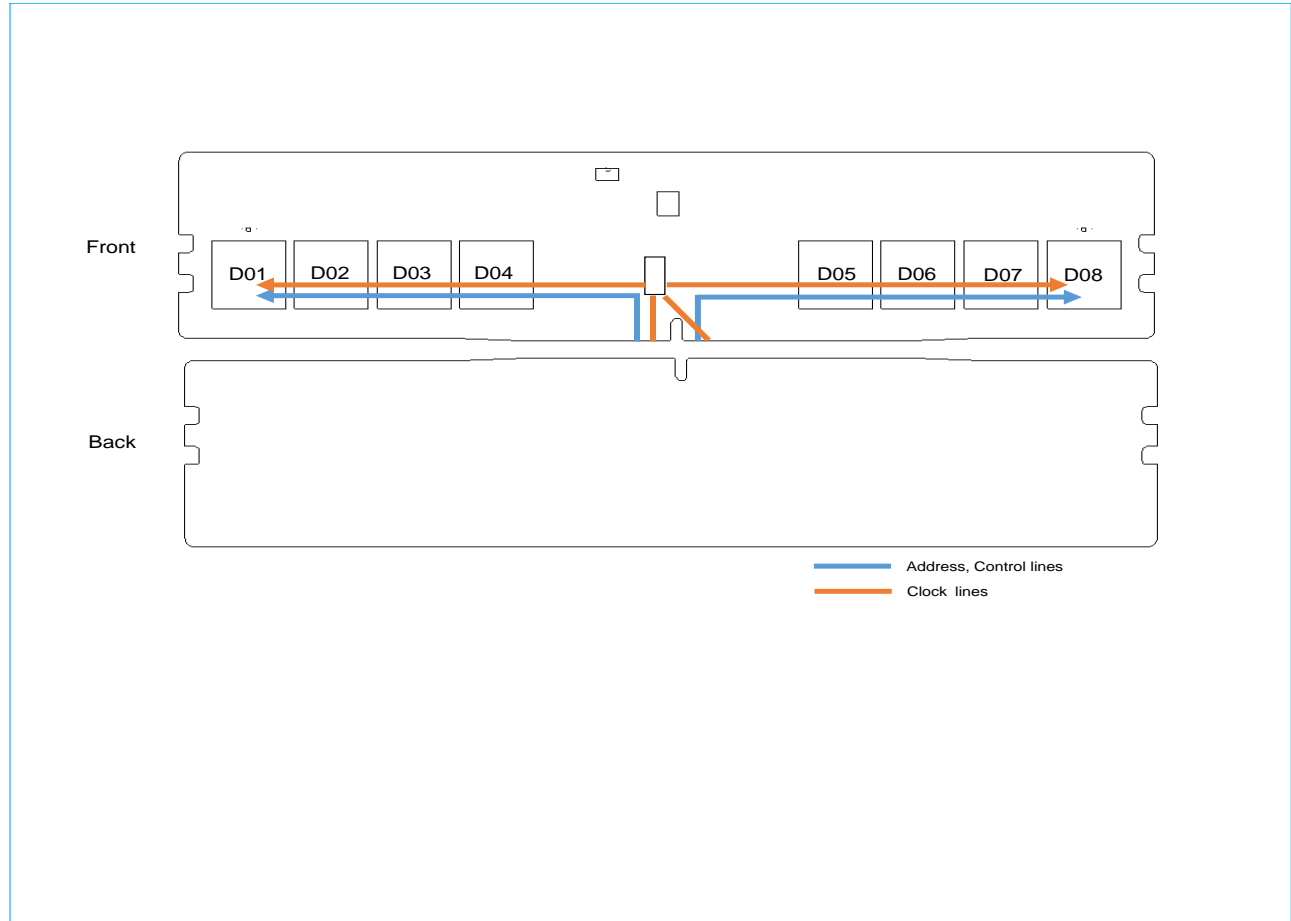 Front
D01 D02 D03 D04 D05 D06 D07 D08
Back
Address, Control lines
Clock lines